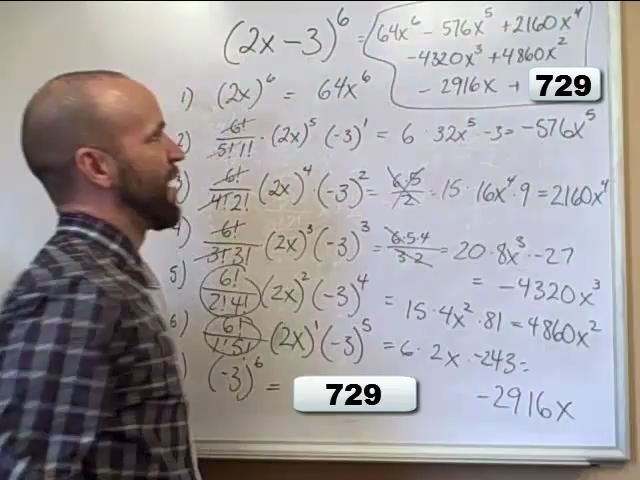 (2x - 3)^6 = 64x^6 - 576x^5 + 2160x^4
- 4320x^3 + 4860x^2
- 2916x + 729
1) (2x)^6 = 64x^6
2) 6!/5!1! · (2x)^5 · (-3)^1 = 6 · 32x^5 · -3 = -576x^5
) 6!/4!2! (2x)^4 · (-3)^2 = 6·5/2 = 15 · 16x^4 · 9 = 2160x^4
4) 6!/3!3! (2x)^3 (-3)^3 = 6·5·4/3·2 = 20 · 8x^3 · -27
= -4320x^3
5) 6!/2!4! (2x)^2 (-3)^4 = 15 · 4x^2 · 81 = 4860x^2
6) 6!/1!5! (2x)^1 (-3)^5 = 6 · 2x · -243 =
-2916x
) (-3)^6 = 729